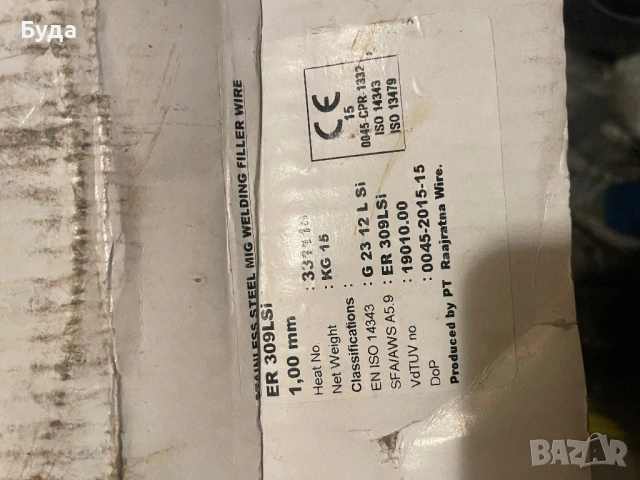 Буда
STAINLESS STEEL MIG WELDING FILLER WIRE
ER 309LSi
1,00 mm
Heat No. :
Net Weight : KG 15
Classifications :
EN ISO 14343 : G 23 12 L Si
SFA/AWS A5.9 : ER 309LSi
VdTUV no : 19010.00
DoP : 0045-2015-15
Produced by PT Raajratna Wire.
CE
15
0045-CPR-1332
ISO 14343
ISO 13479
BAZAR